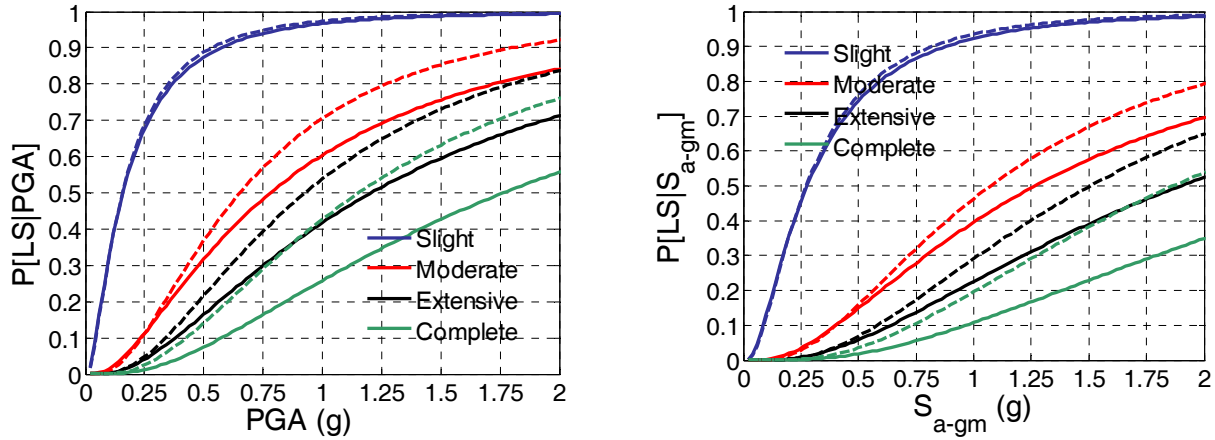 1
0.9
0.8
0.7
0.6
0.5
0.4
0.3
0.2
0.1
0
P[LS|PGA]
Slight
Moderate
Extensive
Complete
0 0.25 0.5 0.75 1 1.25 1.5 1.75 2
PGA (g)
1
0.9
0.8
0.7
0.6
0.5
0.4
0.3
0.2
0.1
0
P[LS|Sa-gm]
Slight
Moderate
Extensive
Complete
0 0.25 0.5 0.75 1 1.25 1.5 1.75 2
Sa-gm (g)